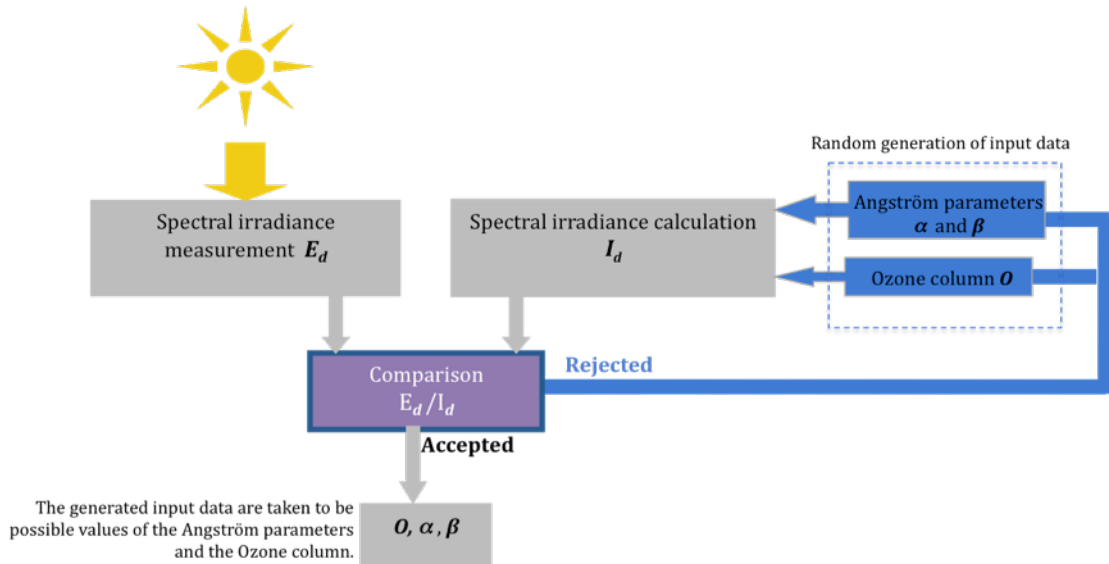 Random generation of input data
Spectral irradiance
measurement E_d
Spectral irradiance calculation
I_d
Angström parameters
α and β
Ozone column O
Comparison
E_d/I_d
Rejected
Accepted
The generated input data are taken to be
possible values of the Angström parameters
and the Ozone column.
O, α, β